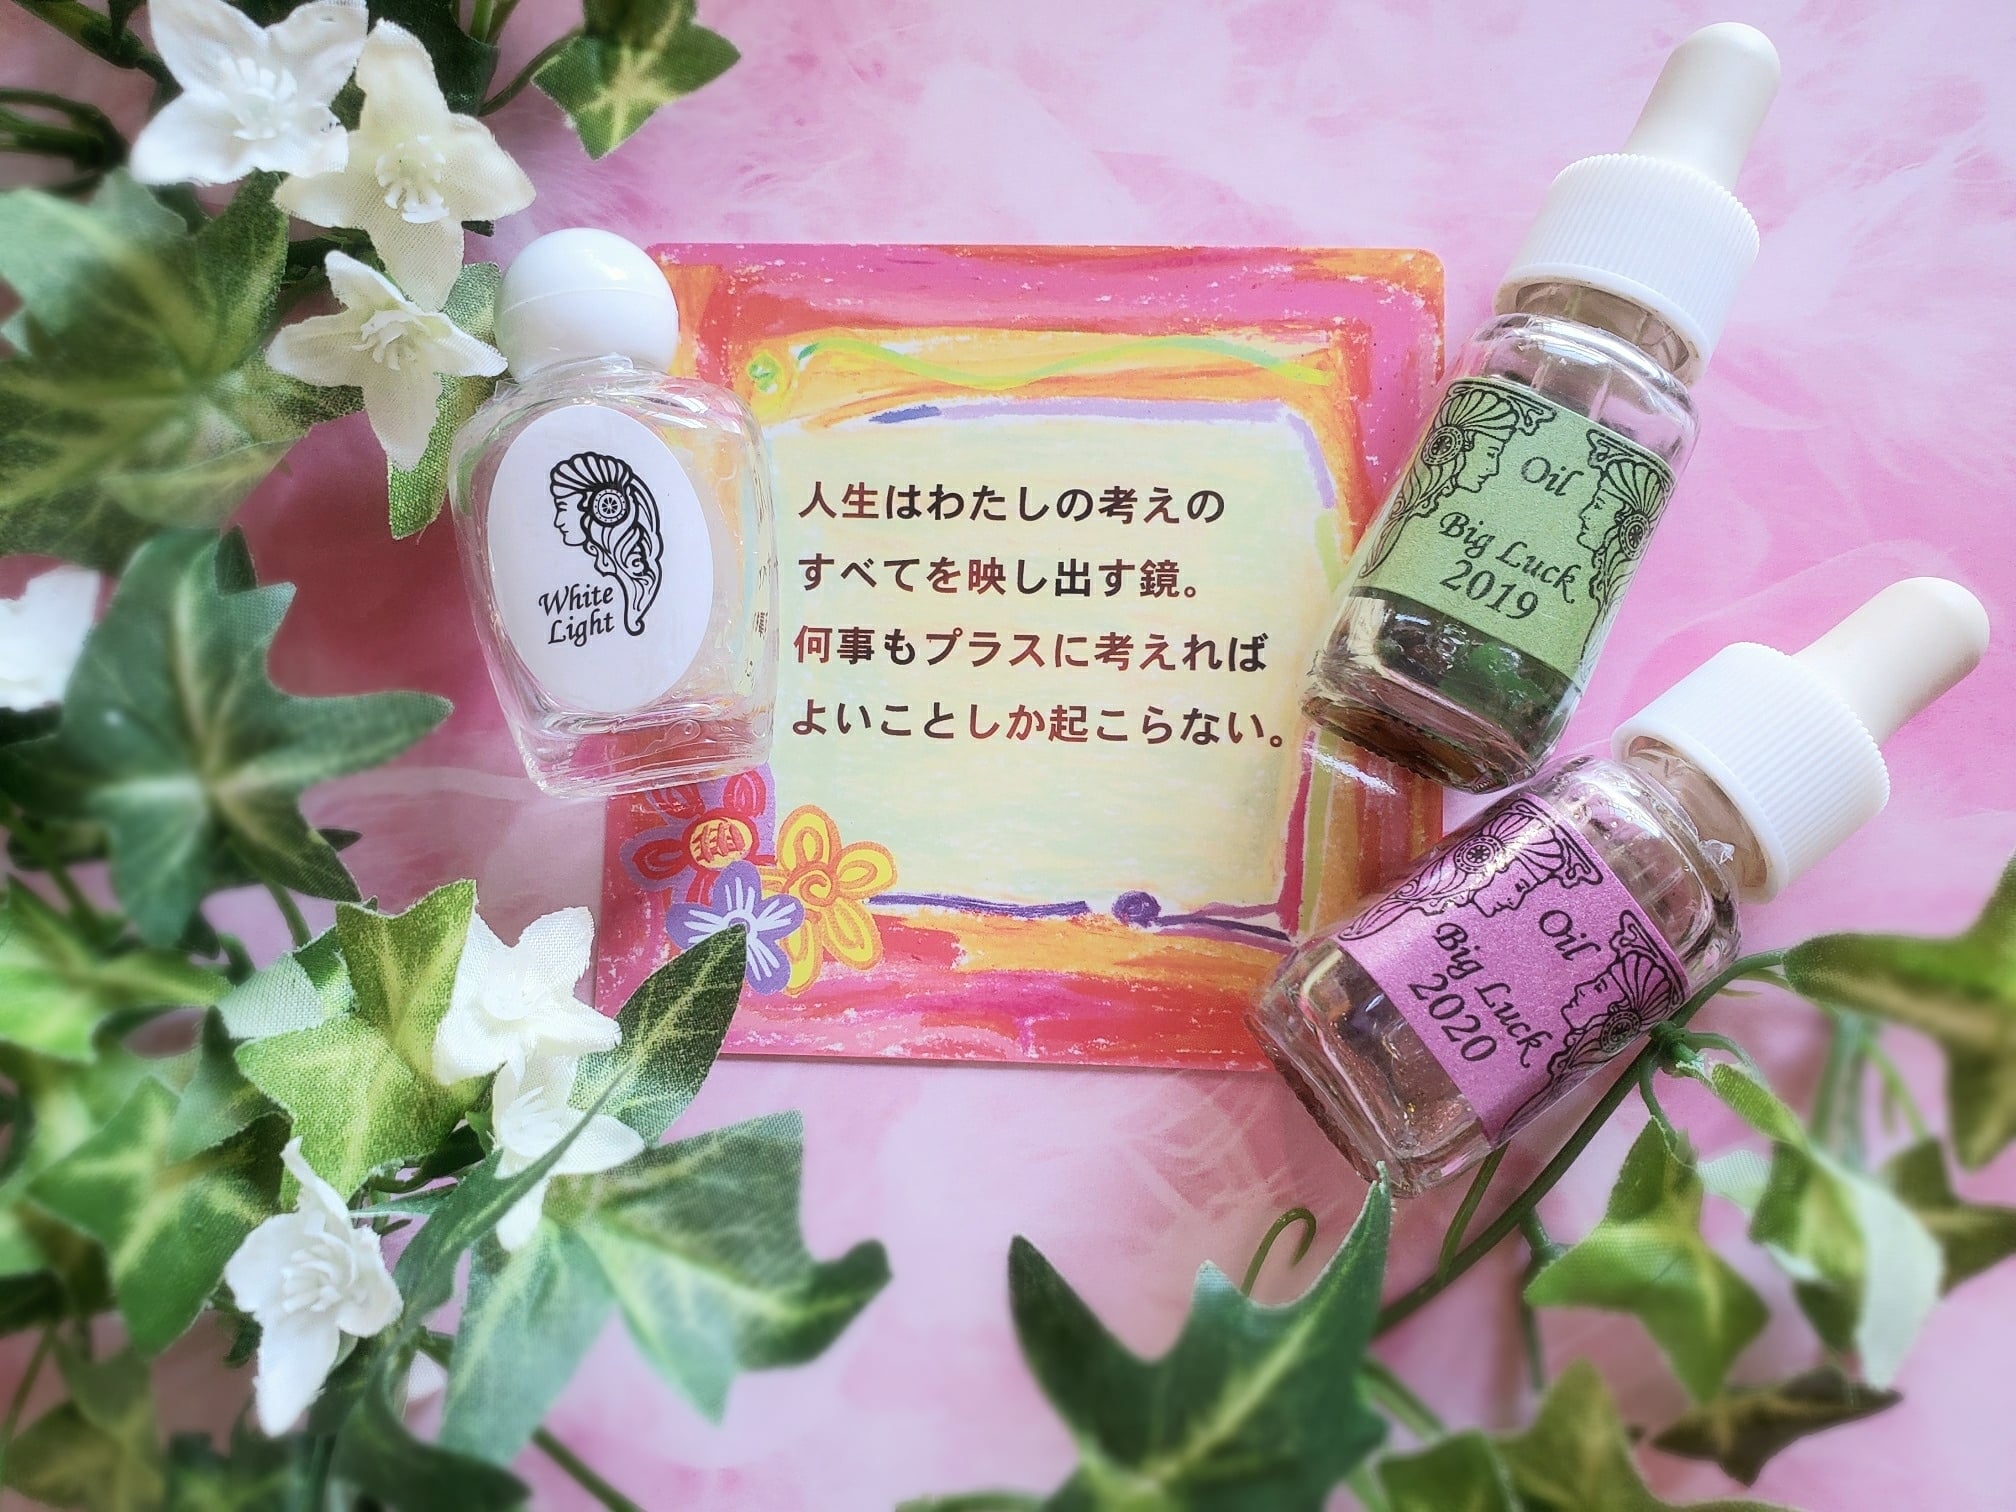 人生はわたしの考えの
すべてを映し出す鏡。
何事もプラスに考えれば
よいことしか起こらない。
White
Light
Oil
Big Luck
2019
Oil
Big Luck
2020